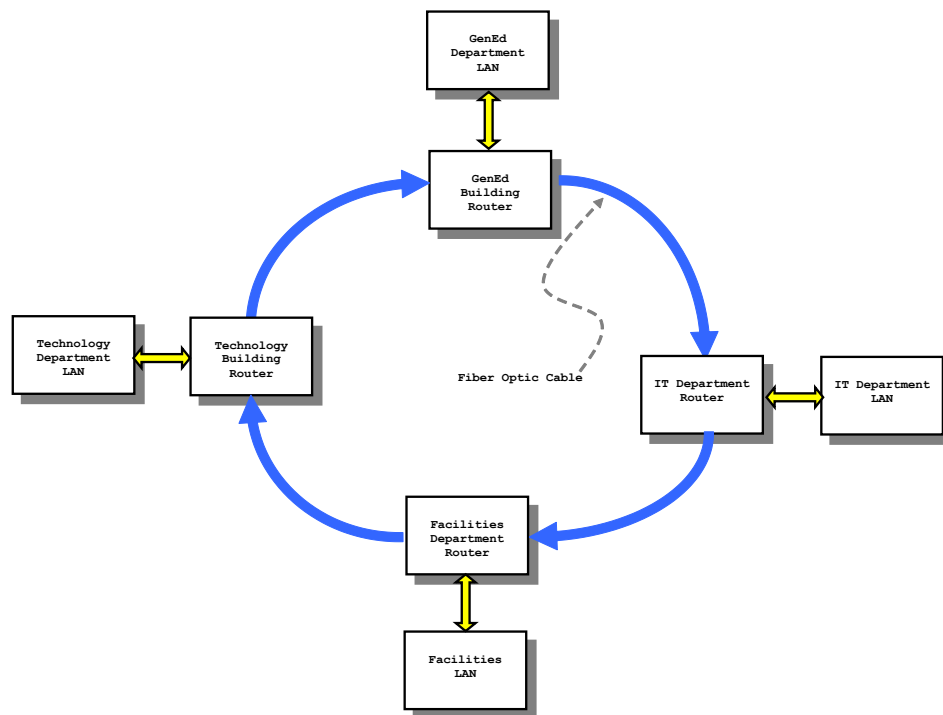 GenEd
Department
LAN
GenEd
Building
Router
Technology
Department
LAN
Technology
Building
Router
Fiber Optic Cable
IT Department
Router
IT Department
LAN
Facilities
Department
Router
Facilities
LAN